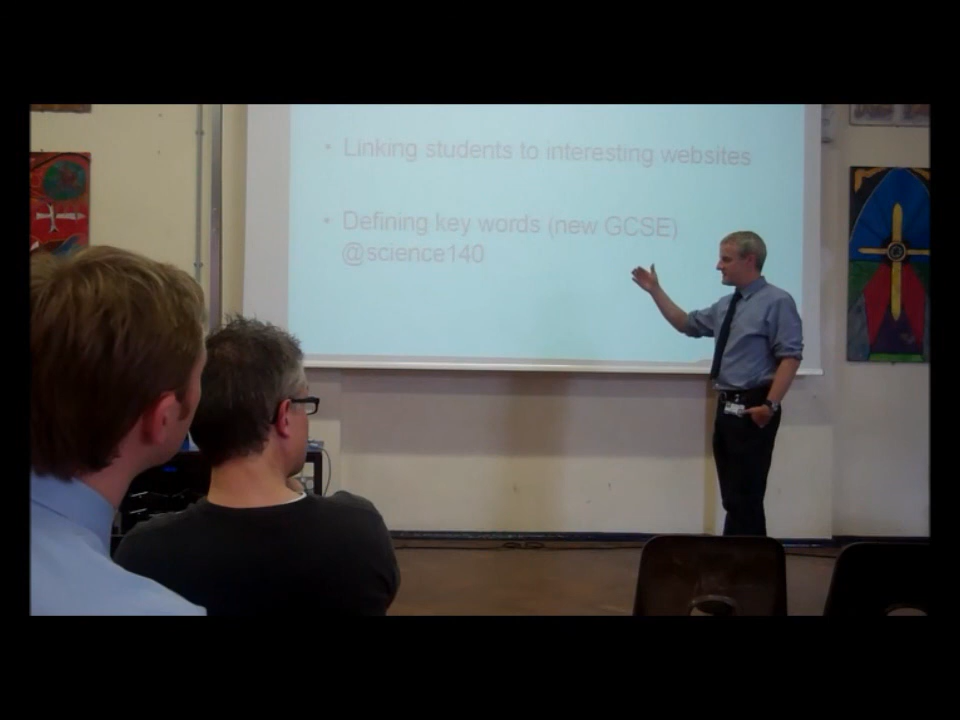 • Linking students to interesting websites
• Defining key words (new GCSE)
@science140